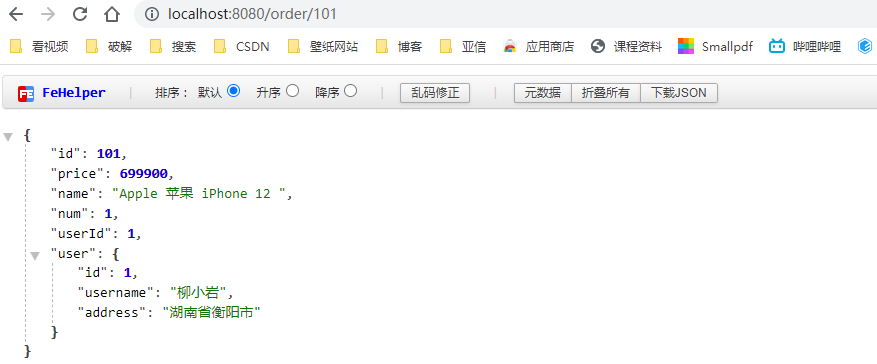 localhost:8080/order/101
看视频 破解 搜索 CSDN 壁纸网站 博客 亚信 应用商店 课程资料 Smallpdf 哔哩哔哩
FE FeHelper | 排序： 默认 升序 降序 | 乱码修正 | 元数据 折叠所有 下载JSON
{
"id": 101,
"price": 699900,
"name": "Apple 苹果 iPhone 12 ",
"num": 1,
"userId": 1,
"user": {
"id": 1,
"username": "柳小岩",
"address": "湖南省衡阳市"
}
}